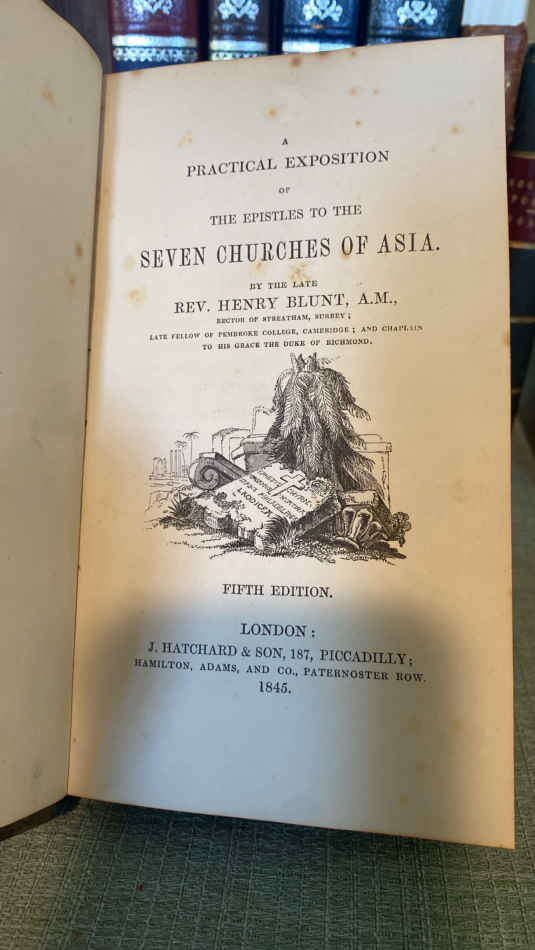 A
PRACTICAL EXPOSITION
OF
THE EPISTLES TO THE
SEVEN CHURCHES OF ASIA.
BY THE LATE
REV. HENRY BLUNT, A.M.,
RECTOR OF STREATHAM, SURREY;
LATE FELLOW OF PEMBROKE COLLEGE, CAMBRIDGE; AND CHAPLAIN
TO HIS GRACE THE DUKE OF RICHMOND.
FIFTH EDITION.
LONDON:
J. HATCHARD & SON, 187, PICCADILLY;
HAMILTON, ADAMS, AND CO., PATERNOSTER ROW.
1845.